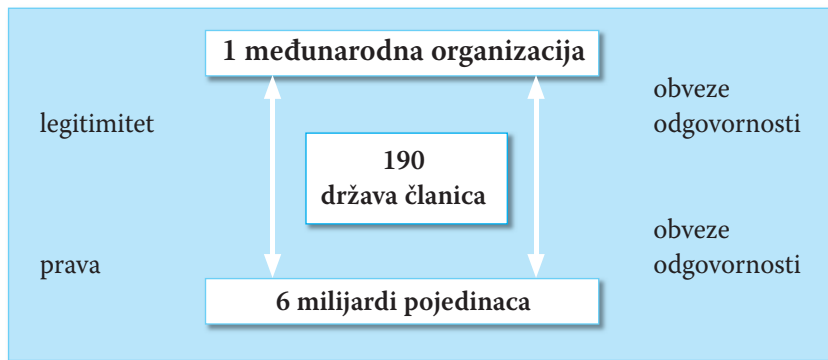 1 međunarodna organizacija
legitimitet
obveze
odgovornosti
190
država članica
prava
obveze
odgovornosti
6 milijardi pojedinaca